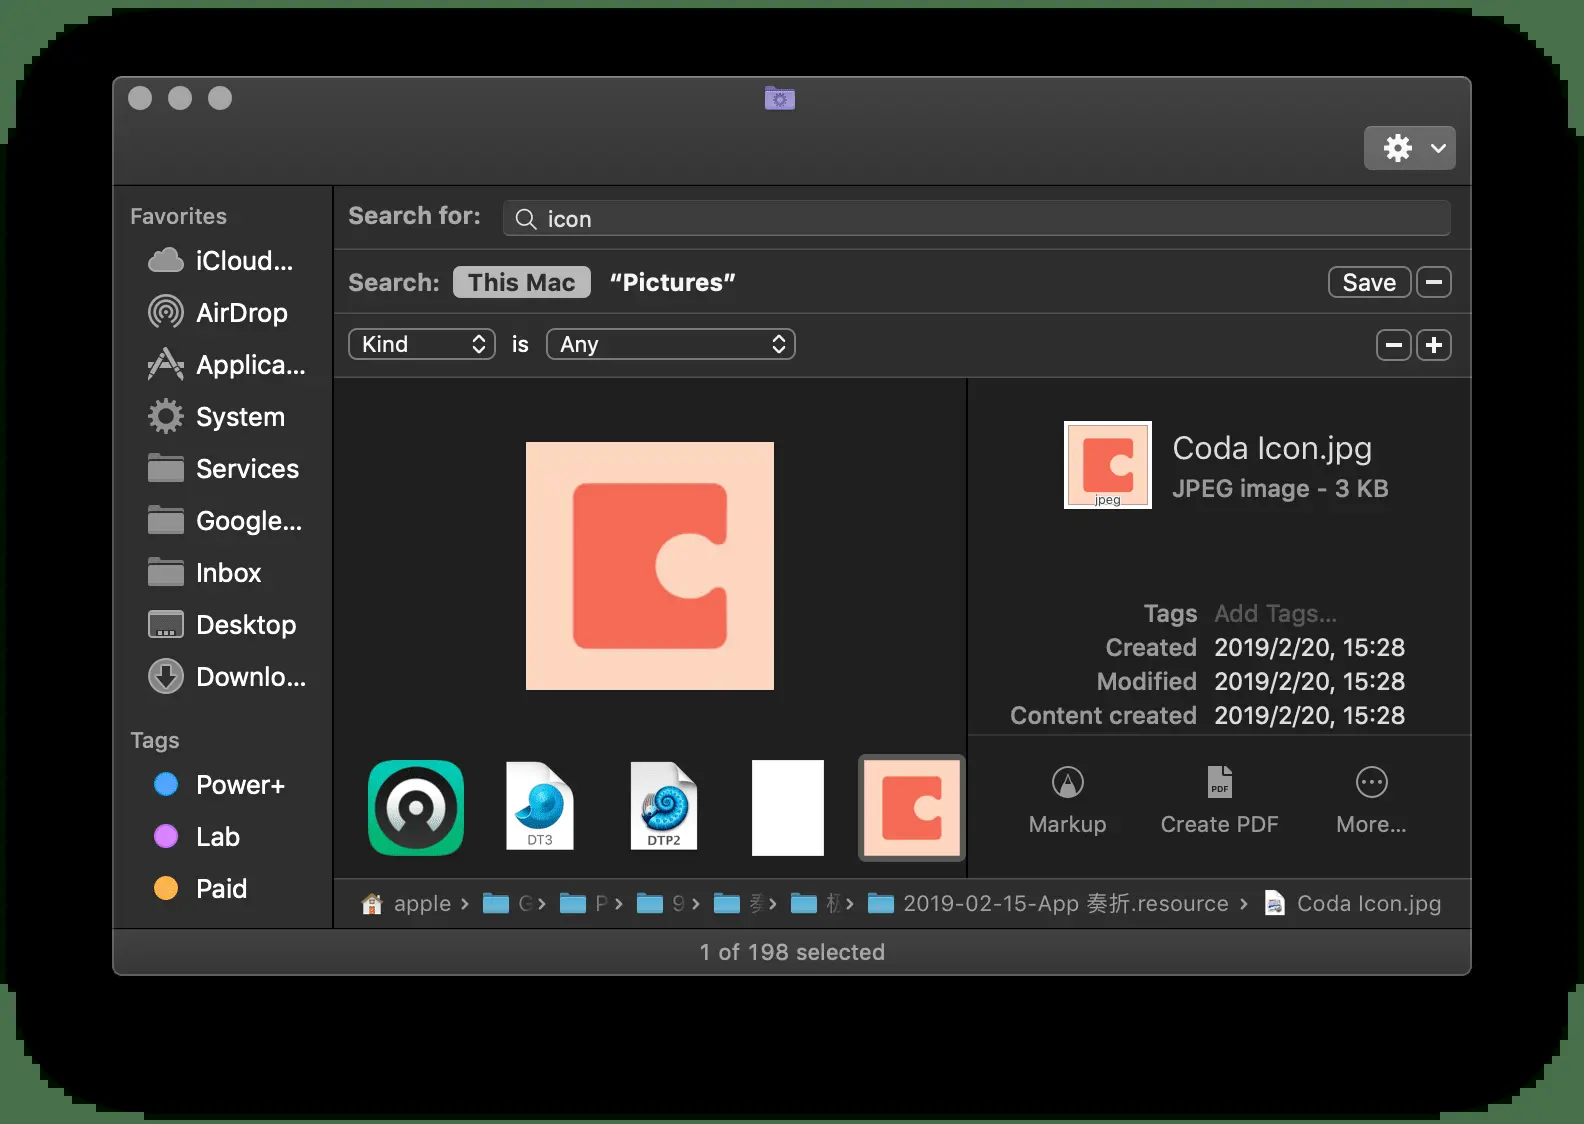 Favorites
iCloud...
AirDrop
Applica...
System
Services
Google...
Inbox
Desktop
Downlo...
Tags
Power+
Lab
Paid
Search for: icon
Search: This Mac “Pictures” Save
Kind is Any
Coda Icon.jpg
JPEG image - 3 KB
jpeg
Tags Add Tags...
Created 2019/2/20, 15:28
Modified 2019/2/20, 15:28
Content created 2019/2/20, 15:28
DT3
DTP2
PDF
Markup Create PDF More...
apple › G › P › 9 › 奏 › › 2019-02-15-App 奏折.resource › Coda Icon.jpg
1 of 198 selected